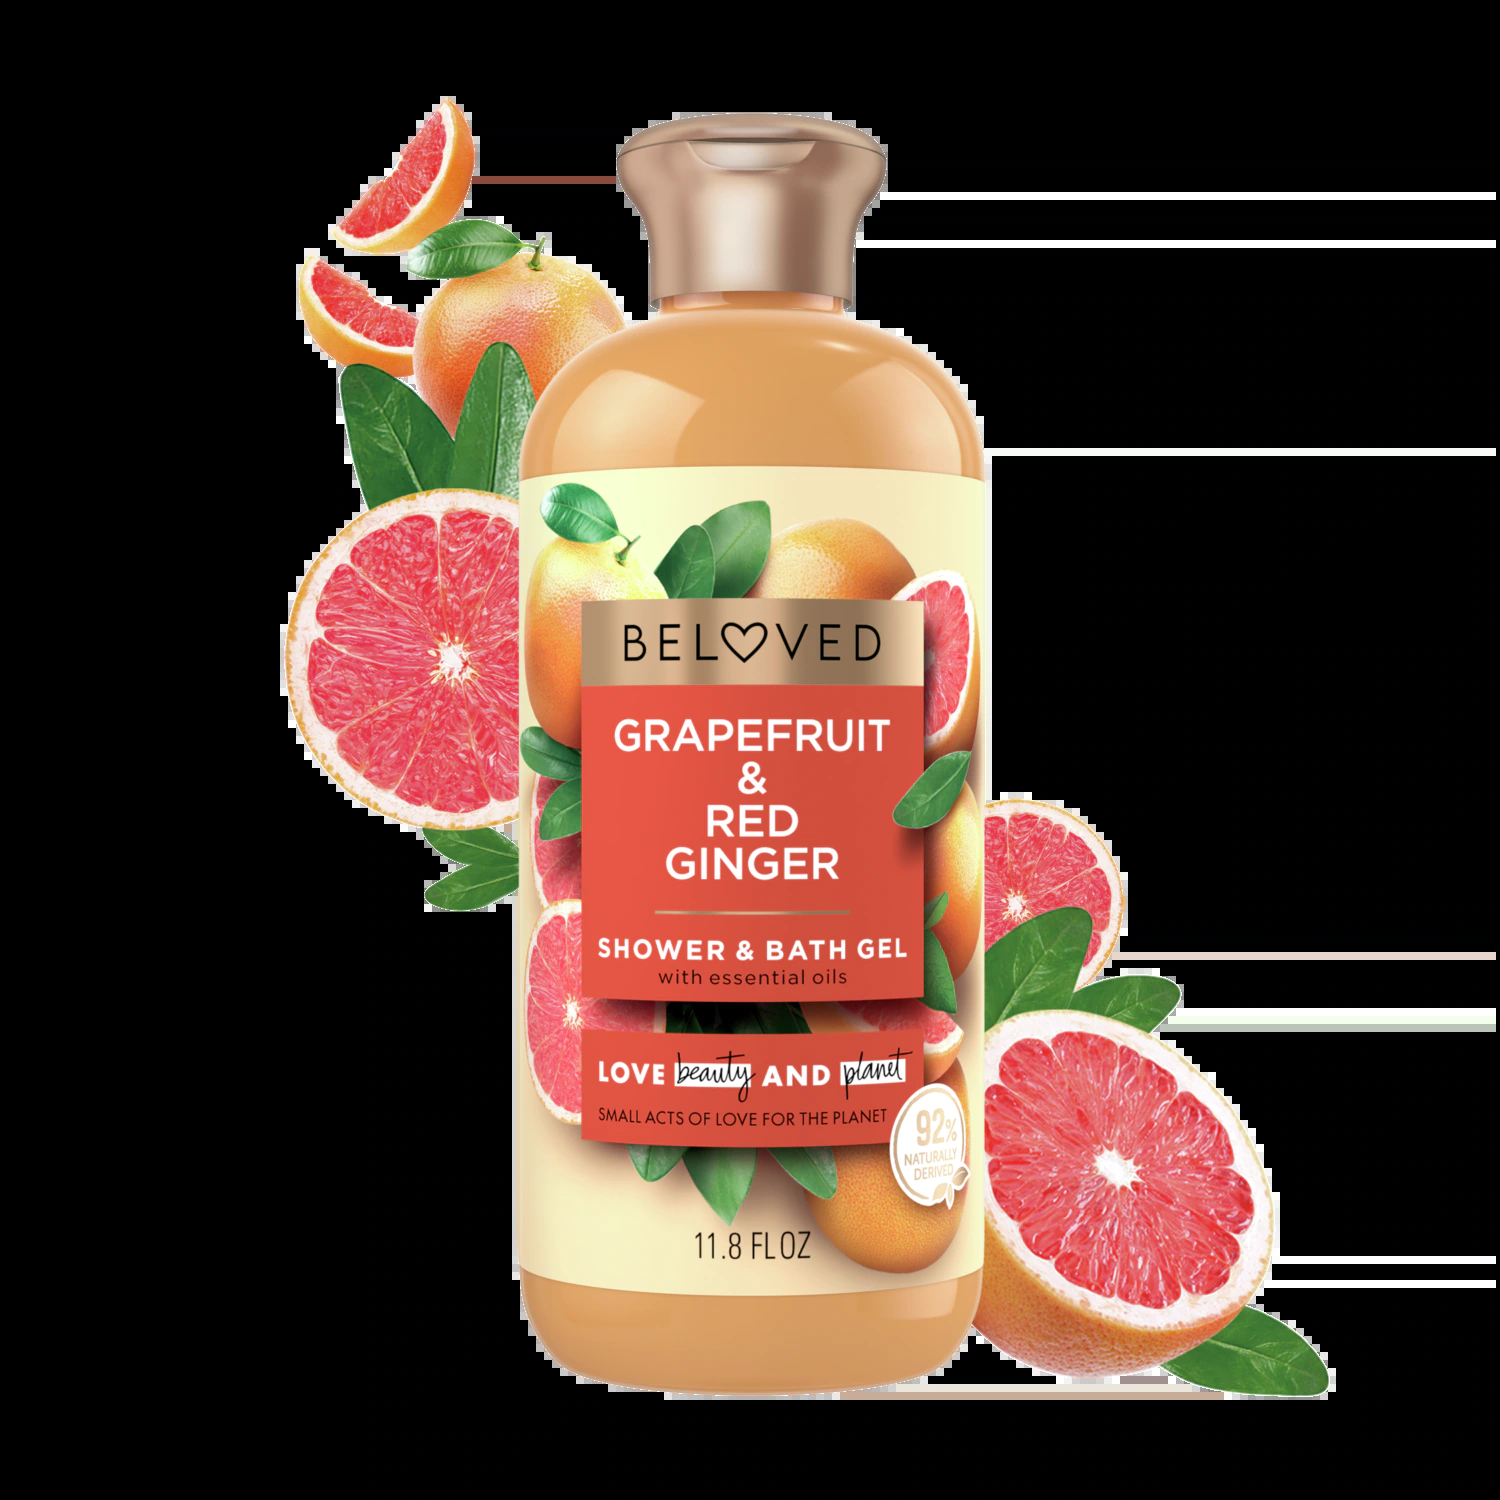 BELOVED
GRAPEFRUIT
&
RED
GINGER
SHOWER & BATH GEL
with essential oils
LOVE beauty AND planet
SMALL ACTS OF LOVE FOR THE PLANET
92%
NATURALLY
DERIVED
11.8 FL OZ